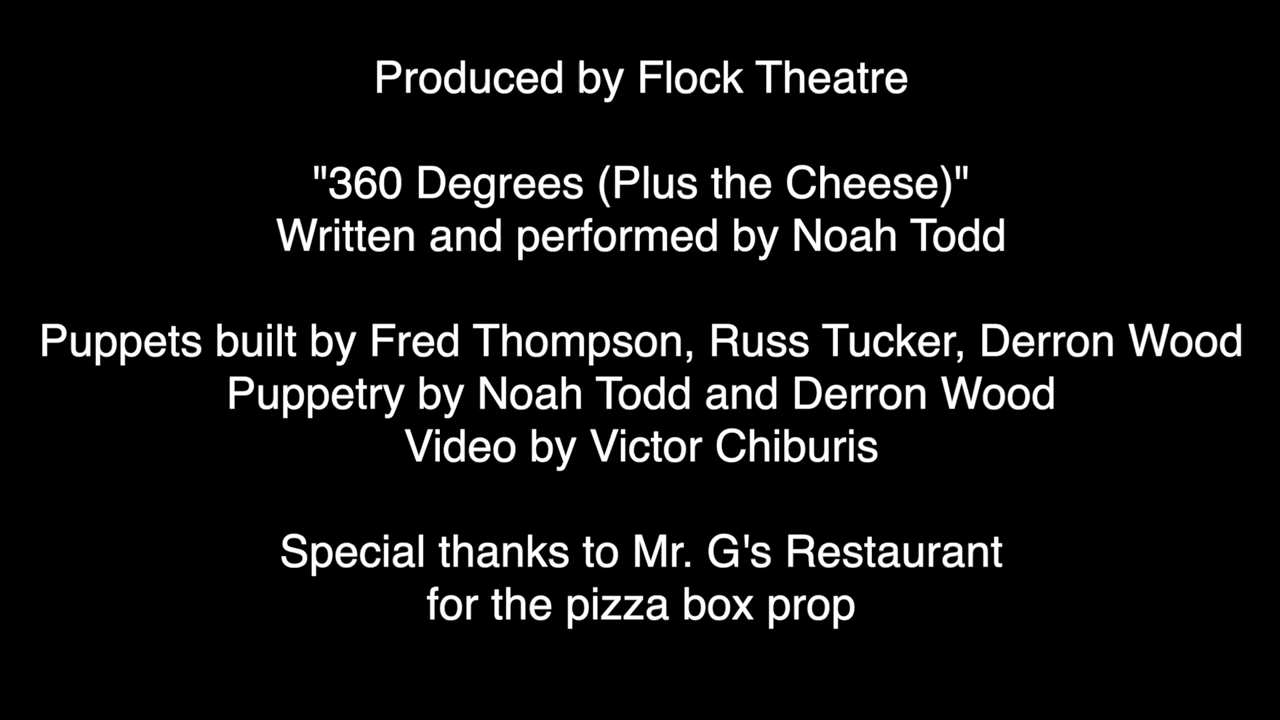 Produced by Flock Theatre
"360 Degrees (Plus the Cheese)"
Written and performed by Noah Todd
Puppets built by Fred Thompson, Russ Tucker, Derron Wood
Puppetry by Noah Todd and Derron Wood
Video by Victor Chiburis
Special thanks to Mr. G's Restaurant
for the pizza box prop